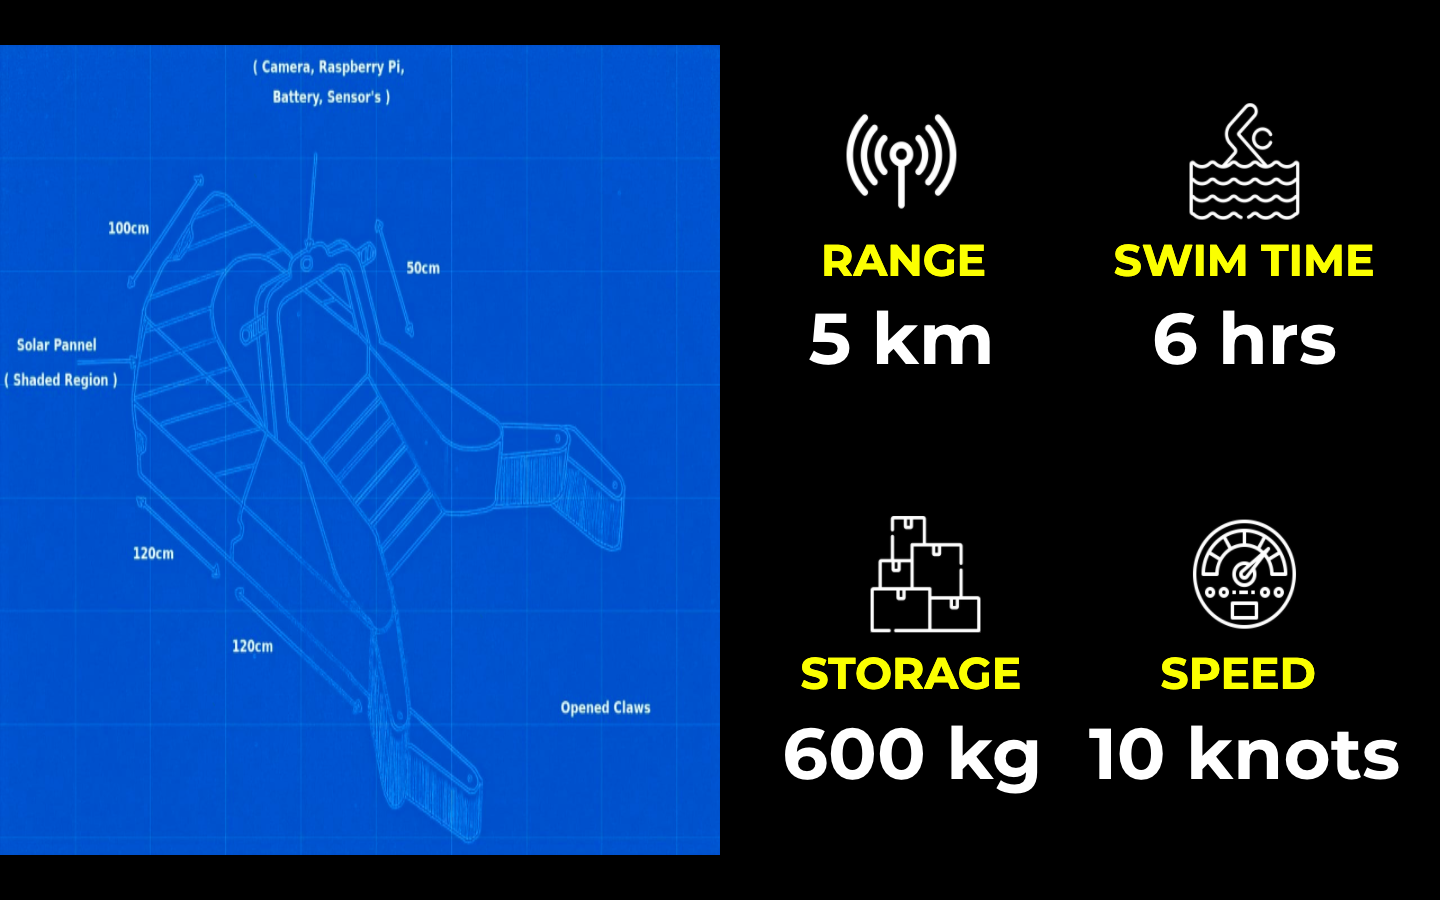 ( Camera, Raspberry Pi,
Battery, Sensor's )
100cm
50cm
Solar Pannel
( Shaded Region )
120cm
120cm
Opened Claws
RANGE
5 km
SWIM TIME
6 hrs
STORAGE
600 kg
SPEED
10 knots